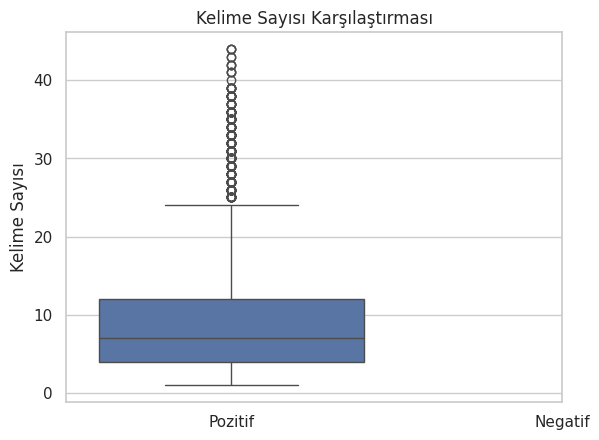 Kelime Sayısı Karşılaştırması
Kelime Sayısı
40
30
20
10
0
Pozitif
Negatif